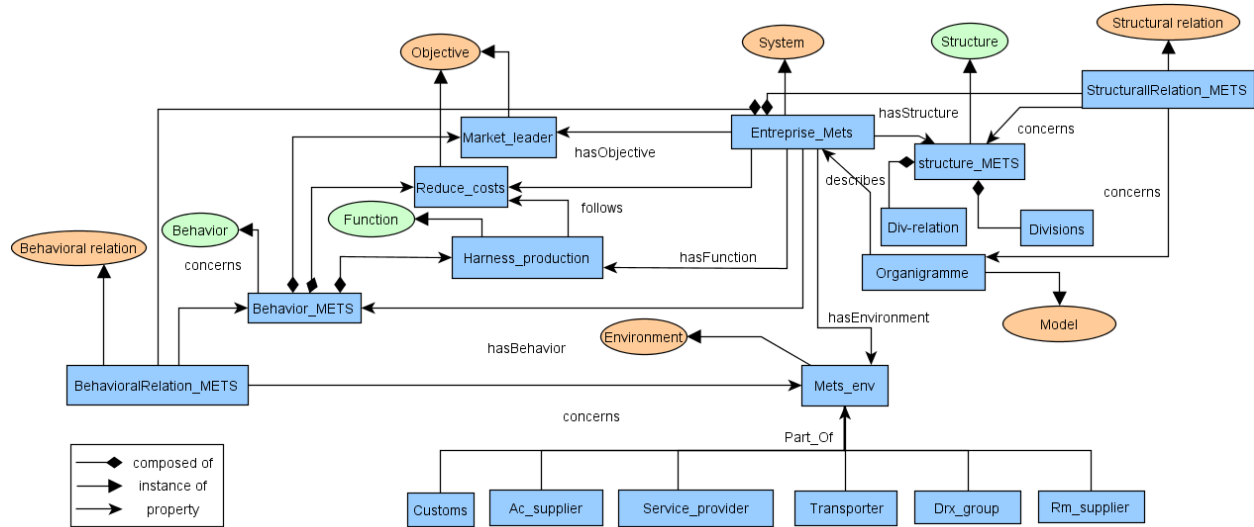 Structural relation
System
Structure
Objective
StructurallRelation_METS
hasStructure
Market_leader
Entreprise_Mets
concerns
hasObjective
structure_METS
Reduce_costs
describes
concerns
follows
Function
Behavior
Div-relation
Divisions
Behavioral relation
concerns
Harness_production
hasFunction
Organigramme
Behavior_METS
hasEnvironment
Model
Environment
hasBehavior
BehavioralRelation_METS
Mets_env
concerns
Part_Of
composed of
instance of
property
Customs
Ac_supplier
Service_provider
Transporter
Drx_group
Rm_supplier